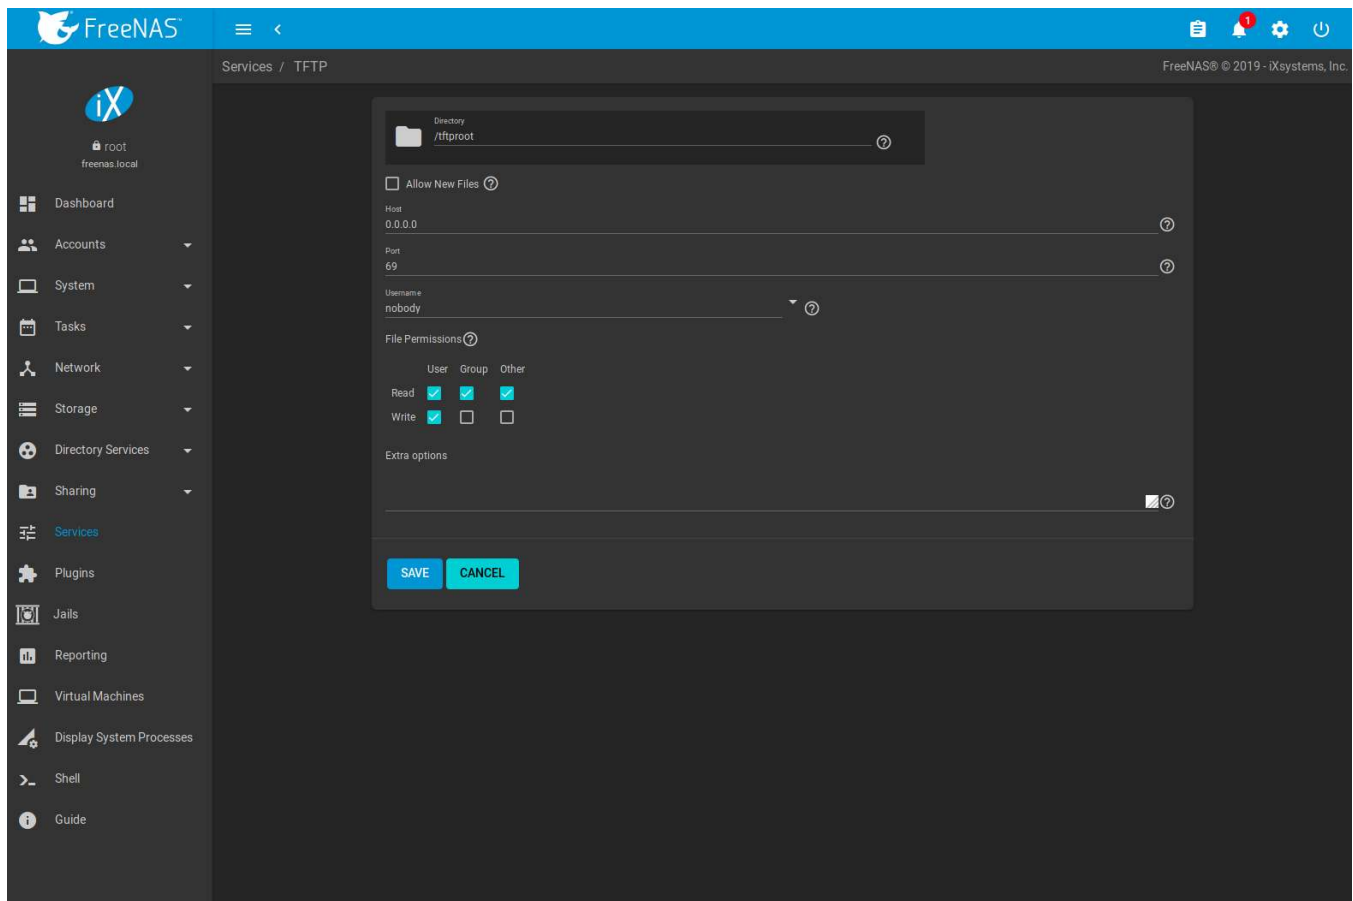 FreeNAS
1
Services / TFTP
FreeNAS® © 2019 - iXsystems, Inc.
iX
root
freenas.local
Dashboard
Accounts
System
Tasks
Network
Storage
Directory Services
Sharing
Services
Plugins
Jails
Reporting
Virtual Machines
Display System Processes
Shell
Guide
Directory
/tftproot
Allow New Files
Host
0.0.0.0
Port
69
Username
nobody
File Permissions
User Group Other
Read
Write
Extra options
SAVE CANCEL